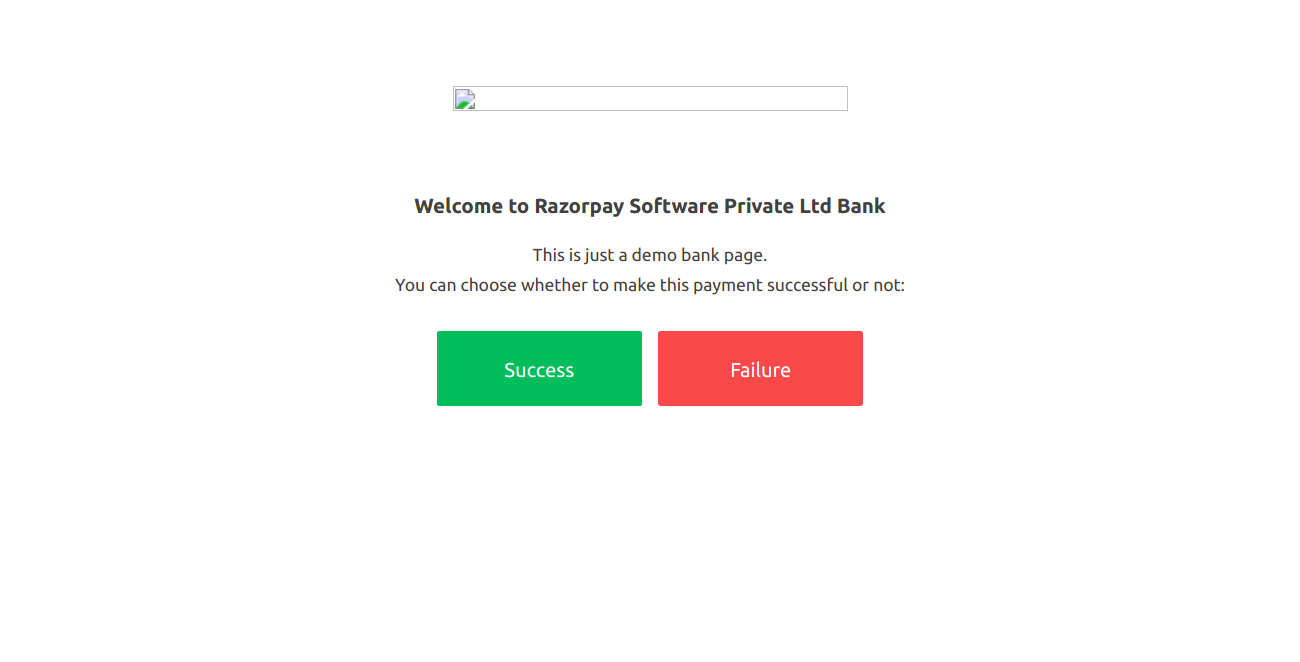 Welcome to Razorpay Software Private Ltd Bank
This is just a demo bank page.
You can choose whether to make this payment successful or not:
Success
Failure